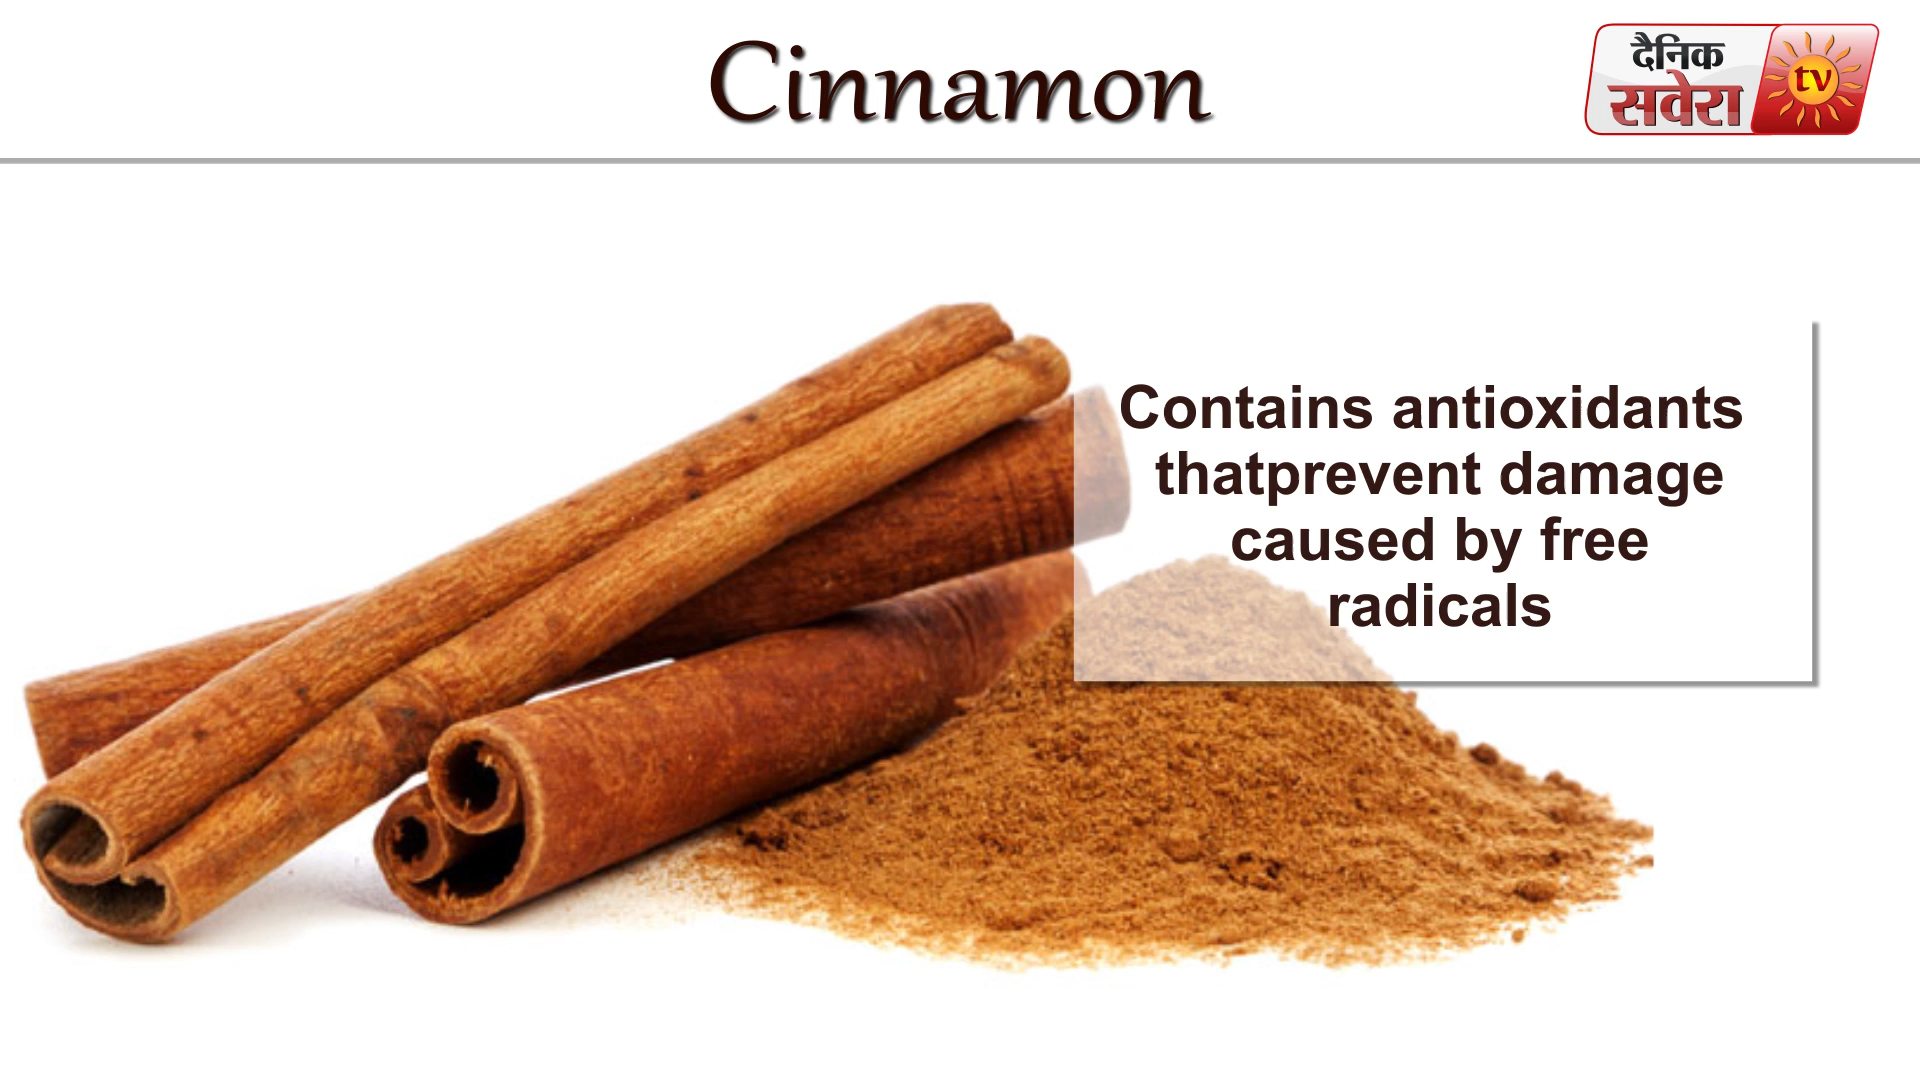 Cinnamon
दैनिक
सवेरा
tv
Contains antioxidants
thatprevent damage
caused by free
radicals